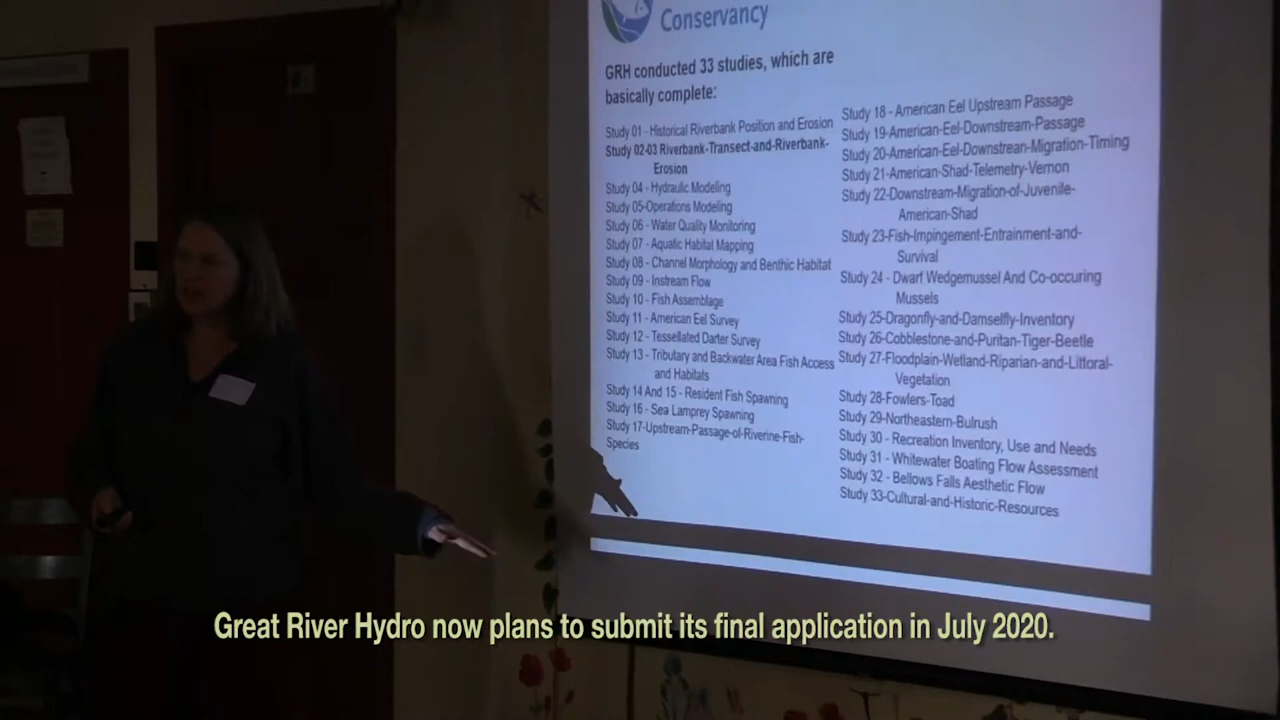 Conservancy
GRH conducted 33 studies, which are
basically complete:
Study 01 - Historical Riverbank Position and Erosion
Study 02-03 Riverbank-Transect-and-Riverbank-
Erosion
Study 04 - Hydraulic Modeling
Study 05-Operations Modeling
Study 06 - Water Quality Monitoring
Study 07 - Aquatic Habitat Mapping
Study 08 - Channel Morphology and Benthic Habitat
Study 09 - Instream Flow
Study 10 - Fish Assemblage
Study 11 - American Eel Survey
Study 12 - Tessellated Darter Survey
Study 13 - Tributary and Backwater Area Fish Access
and Habitats
Study 14 And 15 - Resident Fish Spawning
Study 16 - Sea Lamprey Spawning
Study 17-Upstream-Passage-of-Riverine-Fish-
Species
Study 18 - American Eel Upstream Passage
Study 19-American-Eel-Downstream-Passage
Study 20-American-Eel-Downstrean-Migration-Timing
Study 21-American-Shad-Telemetry-Vernon
Study 22-Downstream-Migration-of-Juvenile-
American-Shad
Study 23-Fish-Impingement-Entrainment-and-
Survival
Study 24 - Dwarf Wedgemussel And Co-occuring
Mussels
Study 25-Dragonfly-and-Damselfly-Inventory
Study 26-Cobblestone-and-Puritan-Tiger-Beetle
Study 27-Floodplain-Wetland-Riparian-and-Littoral-
Vegetation
Study 28-Fowlers-Toad
Study 29-Northeastern-Bulrush
Study 30 - Recreation Inventory, Use and Needs
Study 31 - Whitewater Boating Flow Assessment
Study 32 - Bellows Falls Aesthetic Flow
Study 33-Cultural-and-Historic-Resources
Great River Hydro now plans to submit its final application in July 2020.